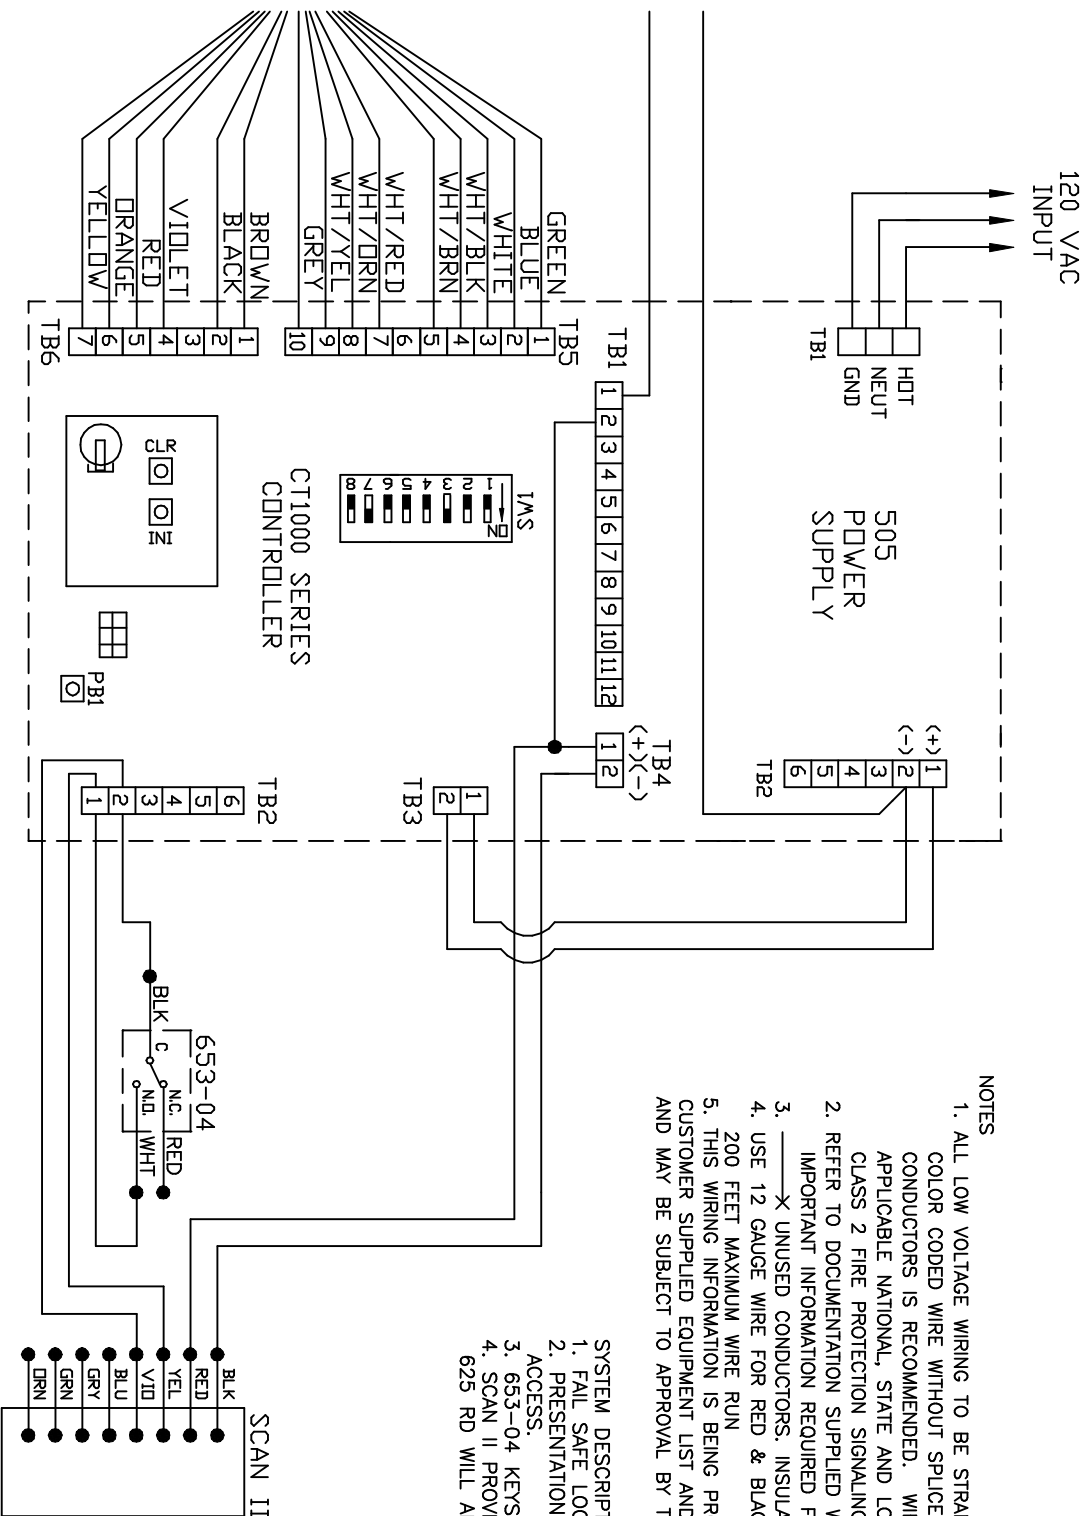 120 VAC
INPUT
HOT
NEUT
GND
TB1
505
POWER
SUPPLY
(+)
(-)
1
2
3
4
5
6
TB2
GREEN
BLUE
WHITE
WHT/BLK
WHT/BRN
WHT/RED
WHT/ORN
WHT/YEL
GREY
BROWN
BLACK
VIOLET
RED
ORANGE
YELLOW
TB5
1
2
3
4
5
6
7
8
9
10
TB6
1
2
3
4
5
6
7
TB1
1
2
3
4
5
6
7
8
9
10
11
12
TB4
(+)(-)
1
2
SW1
ON
1
2
3
4
5
6
7
8
CT1000 SERIES
CONTROLLER
CLR
INI
PB1
TB3
1
2
TB2
6
5
4
3
2
1
653-04
BLK
C
N.C.
N.O.
RED
WHT
SCAN II
BLK
RED
YEL
VIO
BLU
GRY
GRN
ORN
NOTES
1. ALL LOW VOLTAGE WIRING TO BE STRA
COLOR CODED WIRE WITHOUT SPLICE
CONDUCTORS IS RECOMMENDED. WI
APPLICABLE NATIONAL, STATE AND LO
CLASS 2 FIRE PROTECTION SIGNALING
2. REFER TO DOCUMENTATION SUPPLIED W
IMPORTANT INFORMATION REQUIRED F
3. X UNUSED CONDUCTORS. INSULA
4. USE 12 GAUGE WIRE FOR RED & BLAC
200 FEET MAXIMUM WIRE RUN
5. THIS WIRING INFORMATION IS BEING PR
CUSTOMER SUPPLIED EQUIPMENT LIST AND
AND MAY BE SUBJECT TO APPROVAL BY T
SYSTEM DESCRIPT
1. FAIL SAFE LOC
2. PRESENTATION
ACCESS.
3. 653-04 KEYS
4. SCAN II PROV
625 RD WILL A